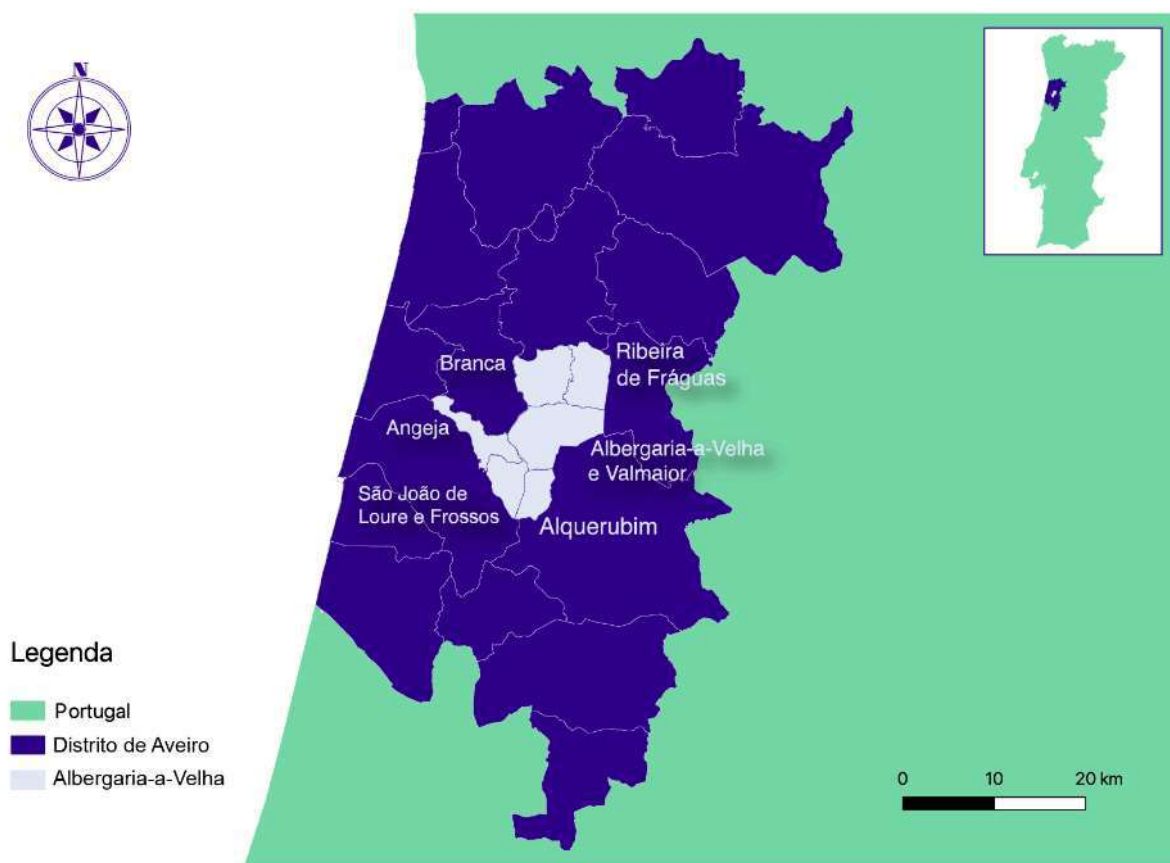 N
Branca
Ribeira
de Fráguas
Angeja
Albergaria-a-Velha
e Valmaior
São João de
Loure e Frossos
Alquerubim
Legenda
Portugal
Distrito de Aveiro
Albergaria-a-Velha
0 10 20 km